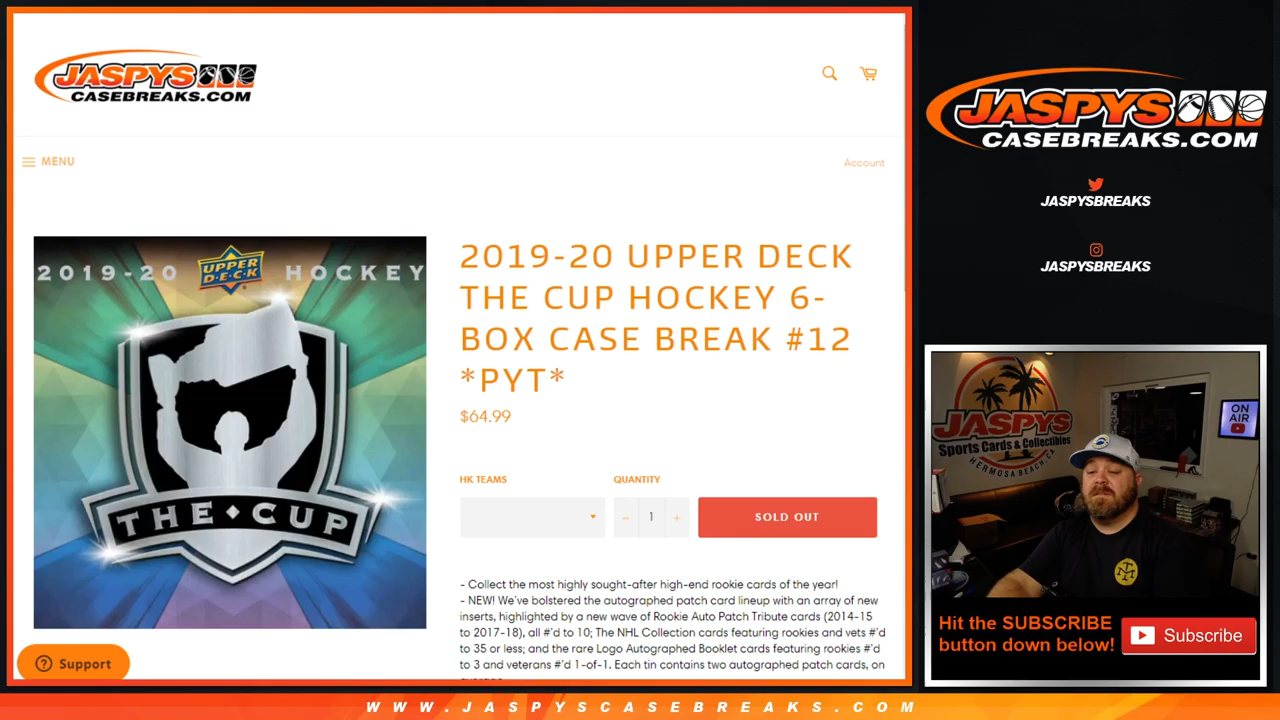 JASPYS
CASEBREAKS.COM
MENU
Account
2019-20 UPPER DECK HOCKEY
THE CUP
2019-20 UPPER DECK
THE CUP HOCKEY 6-
BOX CASE BREAK #12
*PYT*
$64.99
HK TEAMS
QUANTITY
− 1 +
SOLD OUT
- Collect the most highly sought-after high-end rookie cards of the year!
- NEW! We've bolstered the autographed patch card lineup with an array of new
inserts, highlighted by a new wave of Rookie Auto Patch Tribute cards (2014-15
to 2017-18), all #'d to 10; The NHL Collection cards featuring rookies and vets #'d
to 35 or less; and the rare Logo Autographed Booklet cards featuring rookies #'d
to 3 and veterans #'d 1-of-1. Each tin contains two autographed patch cards, on
Support
JASPYS
CASEBREAKS.COM
JASPYSBREAKS
JASPYSBREAKS
JASPYS
Sports Cards & Collectibles
HERMOSA BEACH, CA
ON
AIR
Hit the SUBSCRIBE
button down below!
Subscribe
WWW.JASPYSCASEBREAKS.COM